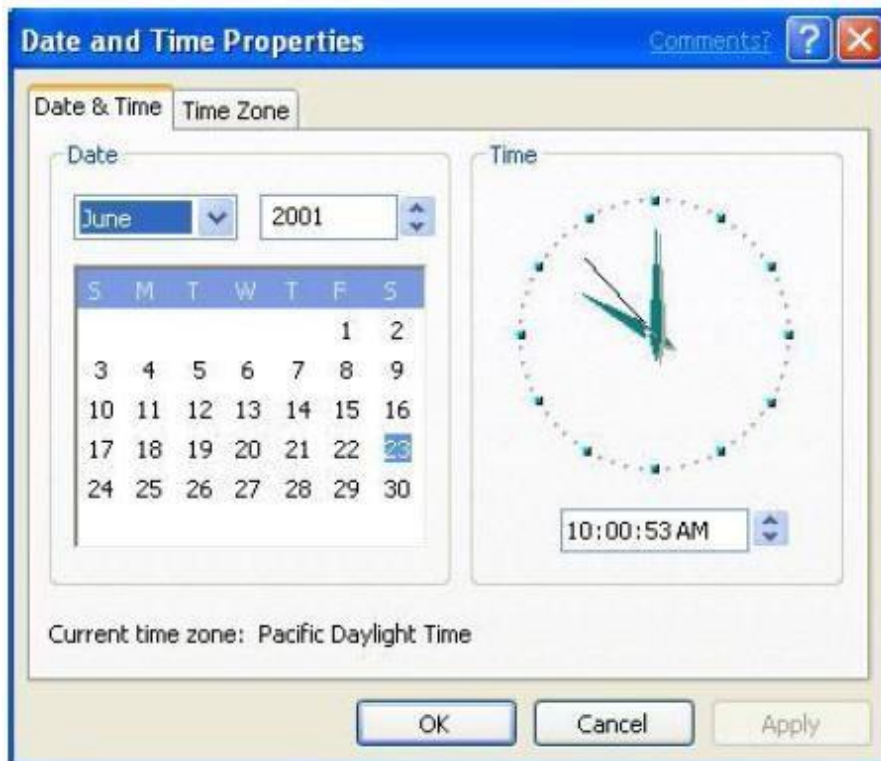 Date and Time Properties Comments? ?
Date & Time Time Zone
Date
June 2001
S M T W T F S
1 2
3 4 5 6 7 8 9
10 11 12 13 14 15 16
17 18 19 20 21 22 23
24 25 26 27 28 29 30
Time
10:00:53 AM
Current time zone: Pacific Daylight Time
OK Cancel Apply